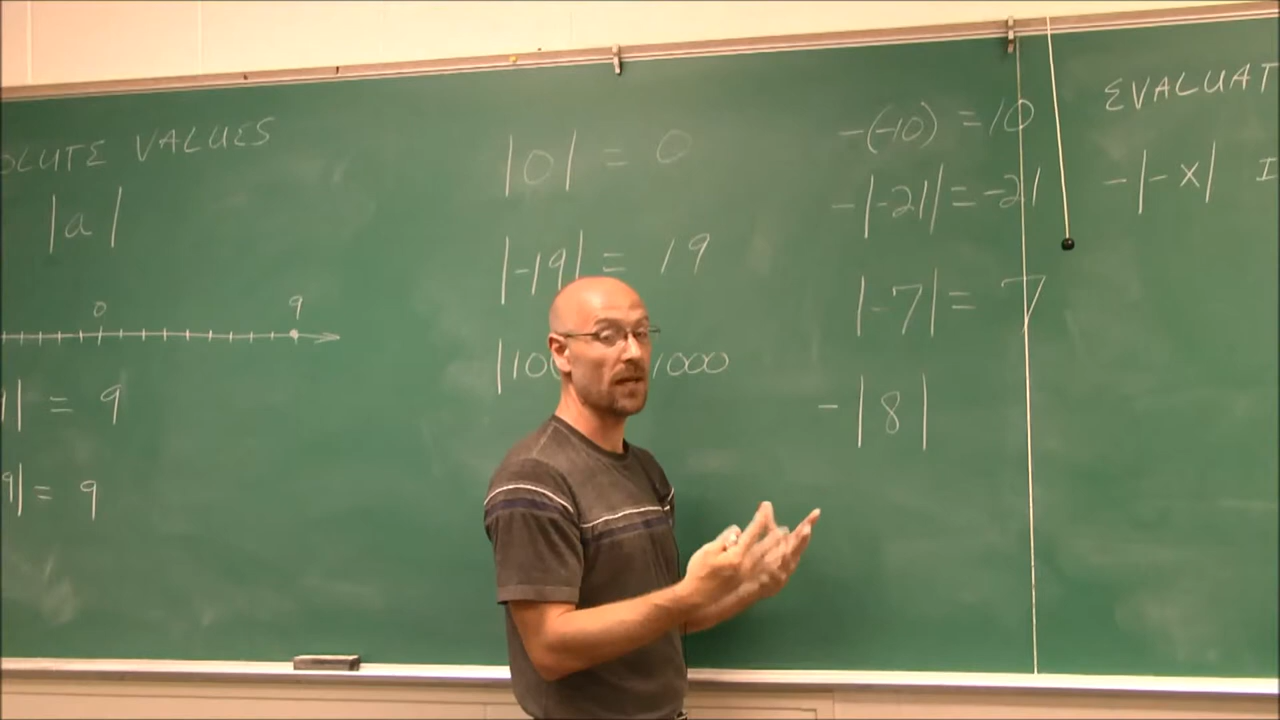 VALUES
|a|
0 9
| = 9
9| = 9
|0| = 0
|-19| = 19
|100 1000
-(-10) = 10
-|-21| = -21
|-7| = 7
-|8|
EVALUAT
-|-x| I